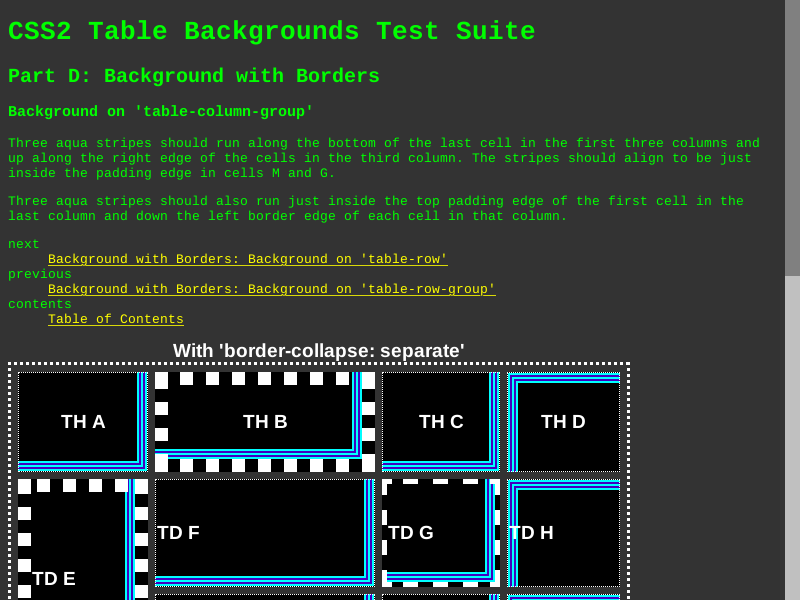 CSS2 Table Backgrounds Test Suite
Part D: Background with Borders
Background on 'table-column-group'
Three aqua stripes should run along the bottom of the last cell in the first three columns and
up along the right edge of the cells in the third column. The stripes should align to be just
inside the padding edge in cells M and G.
Three aqua stripes should also run just inside the top padding edge of the first cell in the
last column and down the left border edge of each cell in that column.
next
Background with Borders: Background on 'table-row'
previous
Background with Borders: Background on 'table-row-group'
contents
Table of Contents
With 'border-collapse: separate'
TH A TH B TH C TH D
TD F TD G TD H
TD E